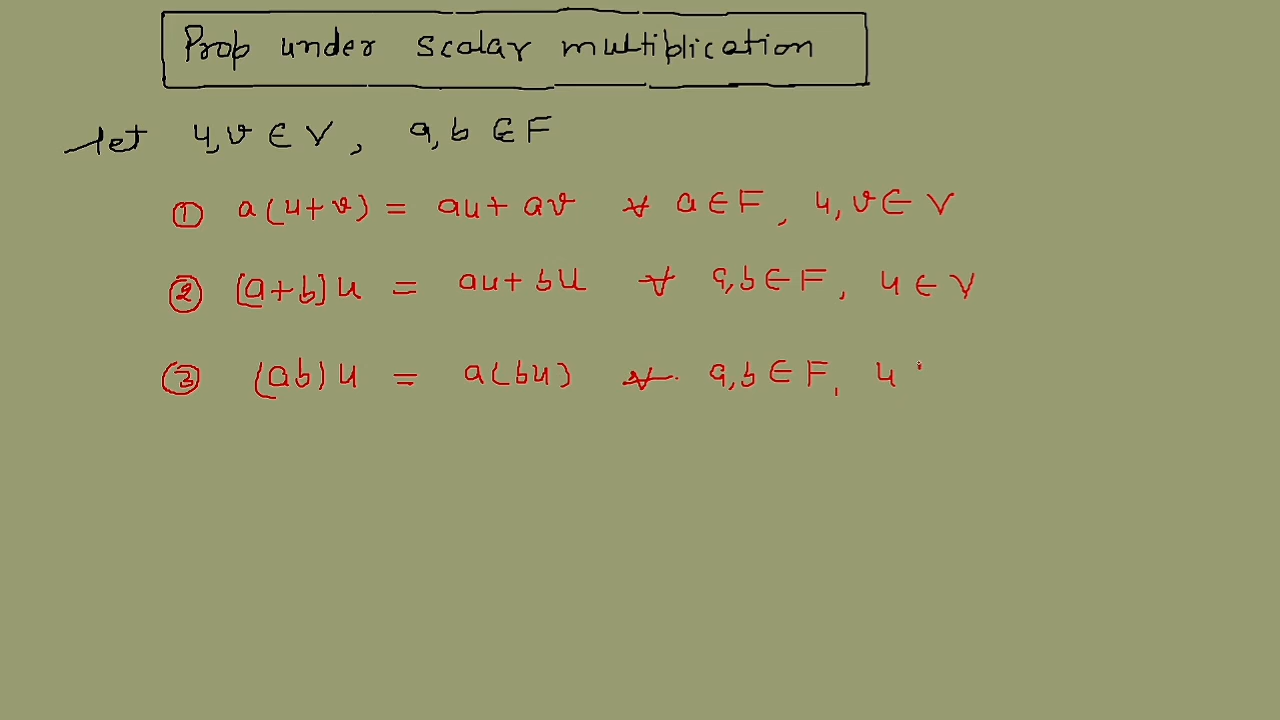 Prop under scalar multiplication
let u,v ∈ V, a,b ∈ F
① a(u+v) = au+av ∀ a∈F, u,v∈V
② (a+b)u = au+bu ∀ a,b∈F, u∈V
③ (ab)u = a(bu) ∀ a,b∈F, u